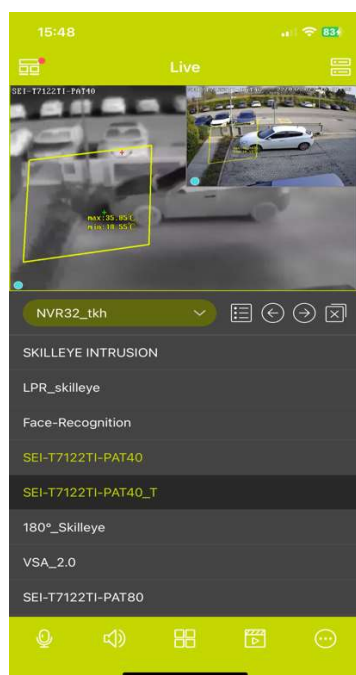 15:48
83
Live
SEI-T7122TI-PAT40
max:35.85℃
min:18.55℃
NVR32_tkh
SKILLEYE INTRUSION
LPR_skilleye
Face-Recognition
SEI-T7122TI-PAT40
SEI-T7122TI-PAT40_T
180°_Skilleye
VSA_2.0
SEI-T7122TI-PAT80